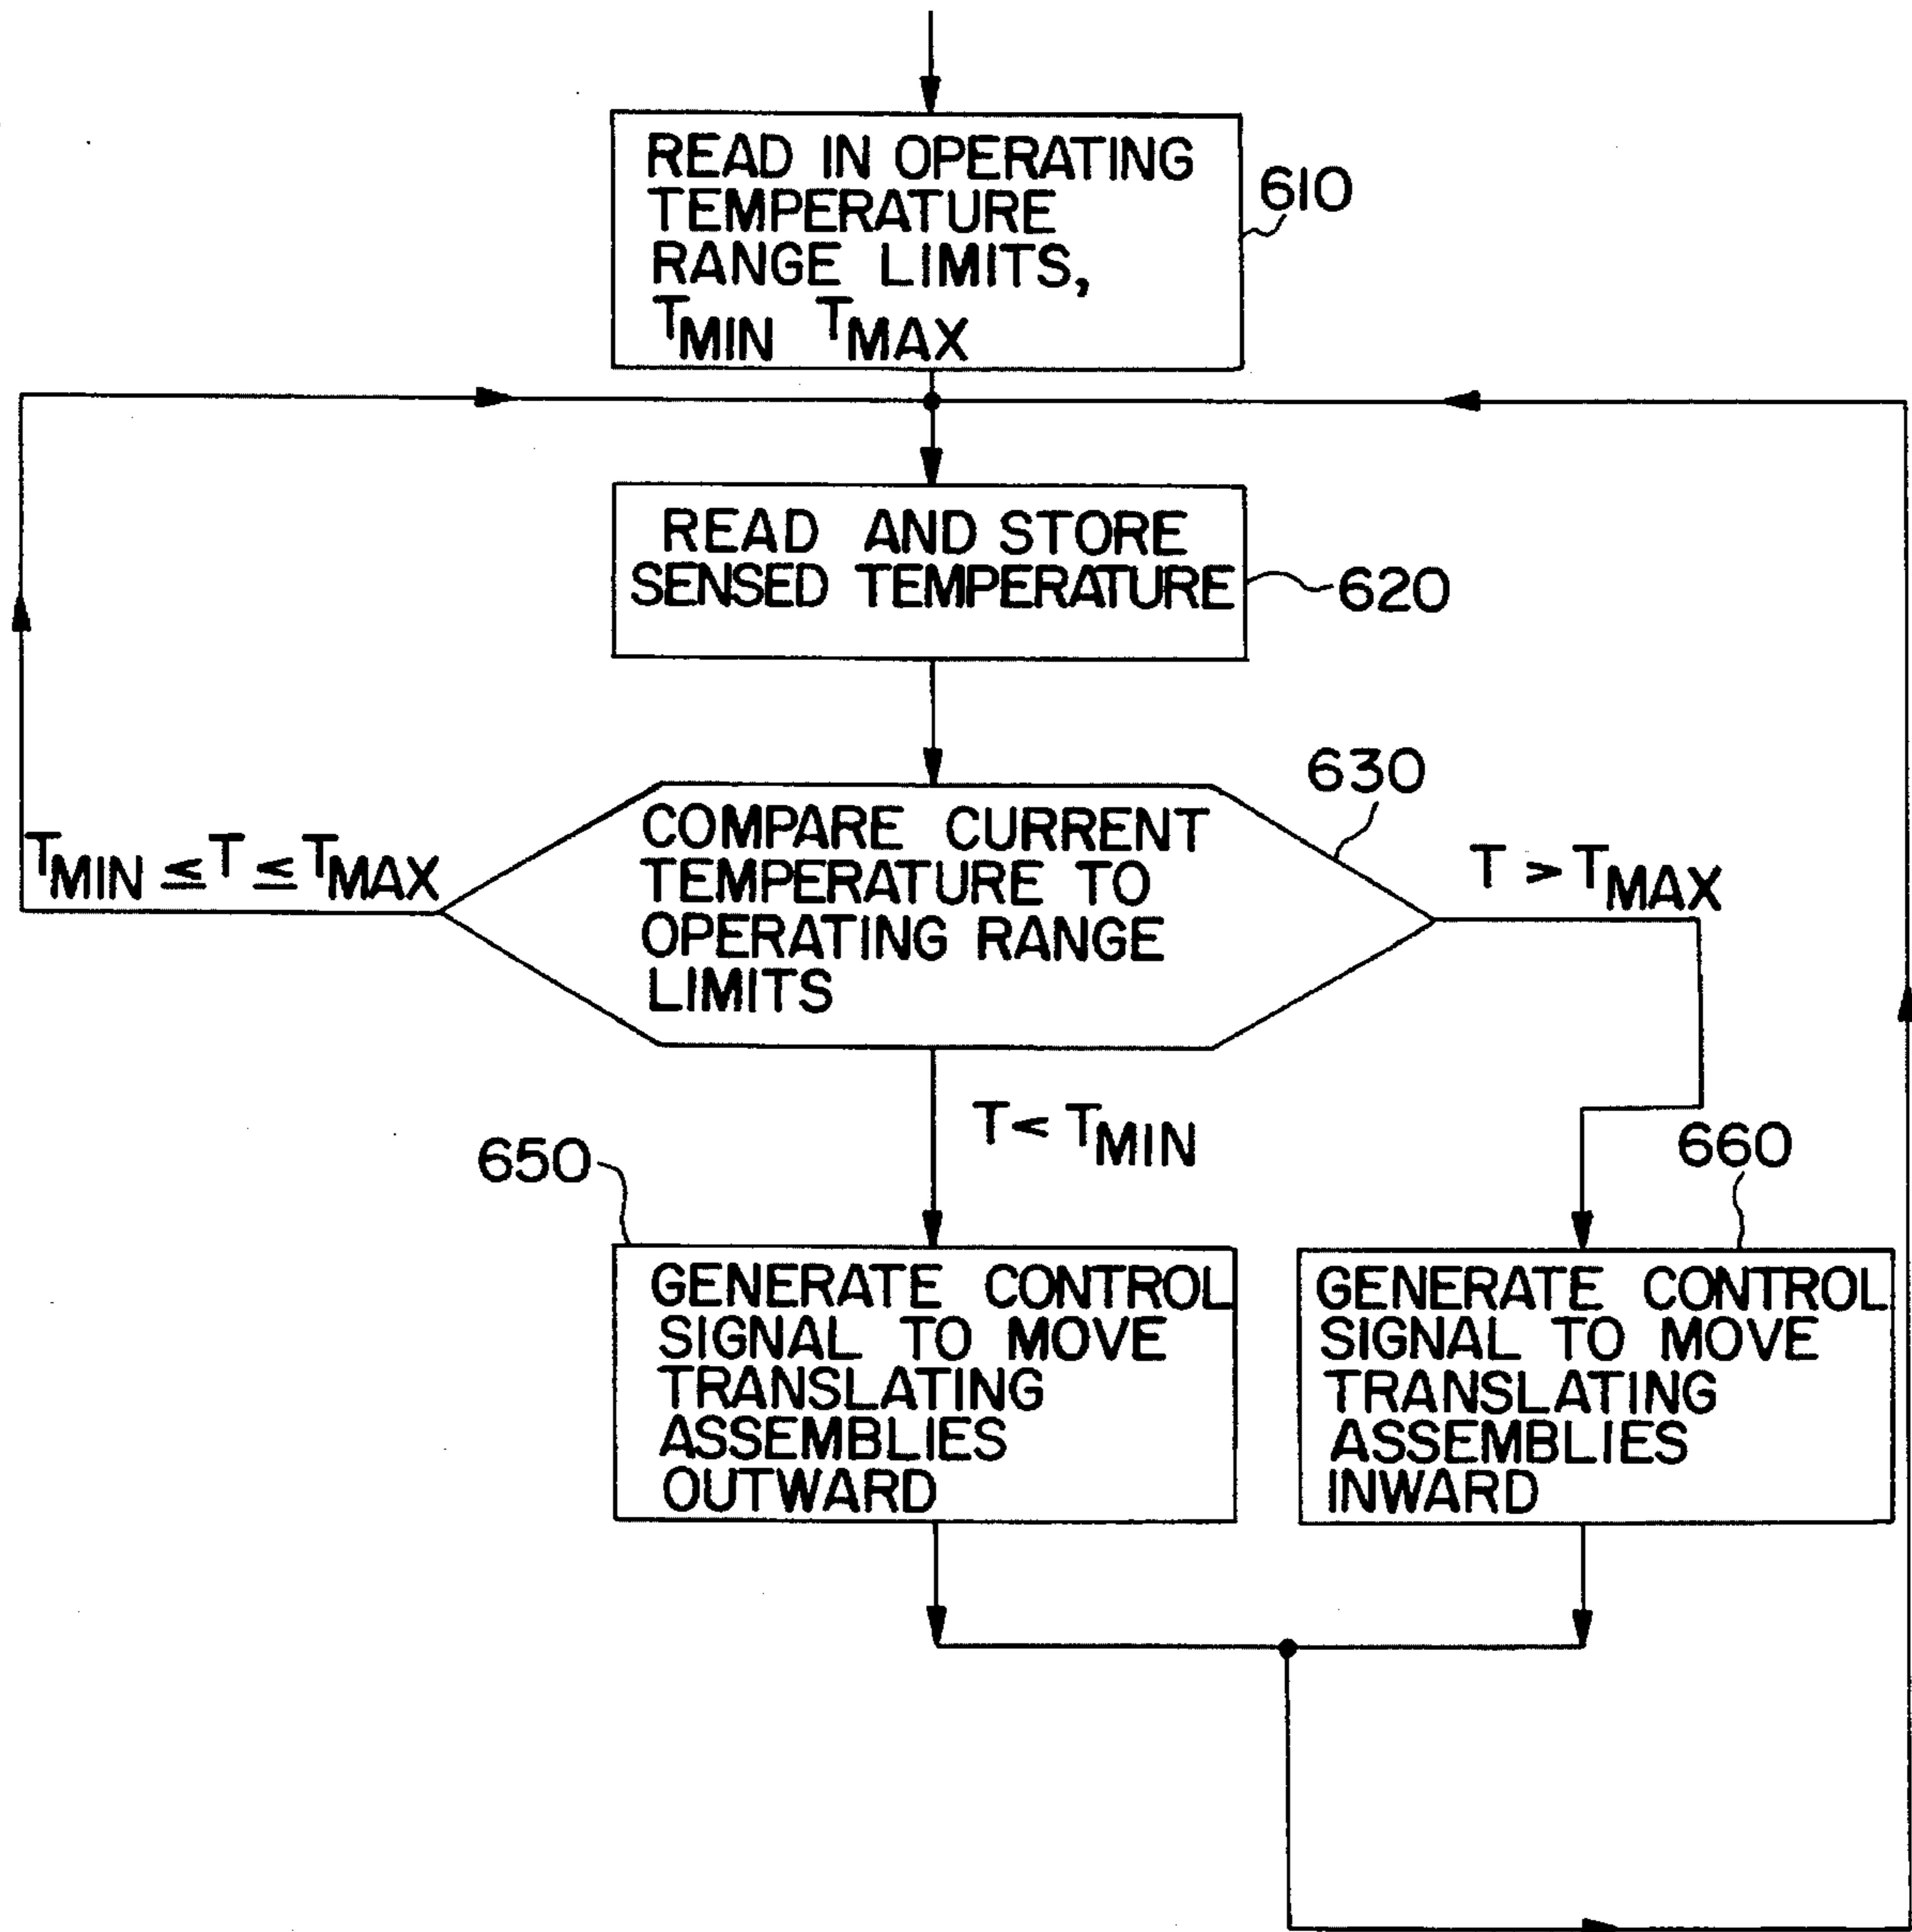 READ IN OPERATING
TEMPERATURE
RANGE LIMITS,
TMIN TMAX
610
READ AND STORE
SENSED TEMPERATURE
620
630
COMPARE CURRENT
TEMPERATURE TO
OPERATING RANGE
LIMITS
TMIN ≤ T ≤ TMAX
T > TMAX
T < TMIN
650
GENERATE CONTROL
SIGNAL TO MOVE
TRANSLATING
ASSEMBLIES
OUTWARD
660
GENERATE CONTROL
SIGNAL TO MOVE
TRANSLATING
ASSEMBLIES
INWARD